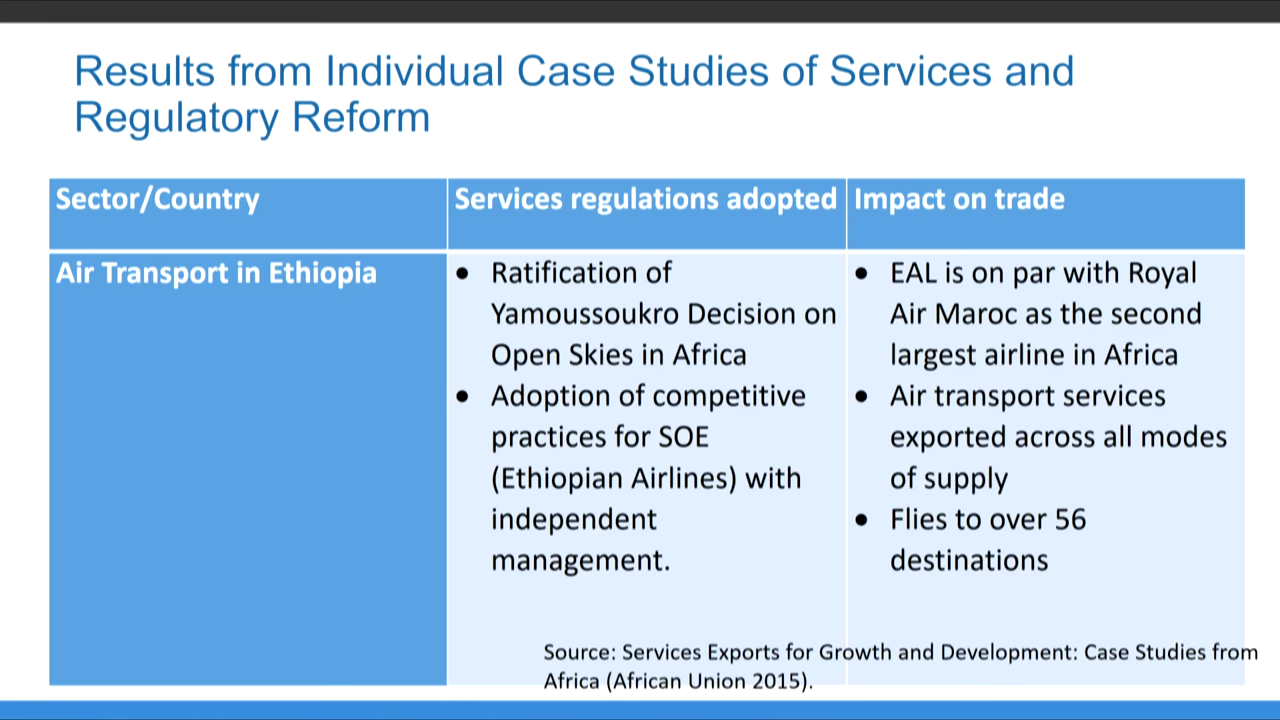 Results from Individual Case Studies of Services and
Regulatory Reform
Sector/Country
Services regulations adopted
Impact on trade
Air Transport in Ethiopia
• Ratification of
Yamoussoukro Decision on
Open Skies in Africa
• Adoption of competitive
practices for SOE
(Ethiopian Airlines) with
independent
management.
• EAL is on par with Royal
Air Maroc as the second
largest airline in Africa
• Air transport services
exported across all modes
of supply
• Flies to over 56
destinations
Source: Services Exports for Growth and Development: Case Studies from
Africa (African Union 2015).